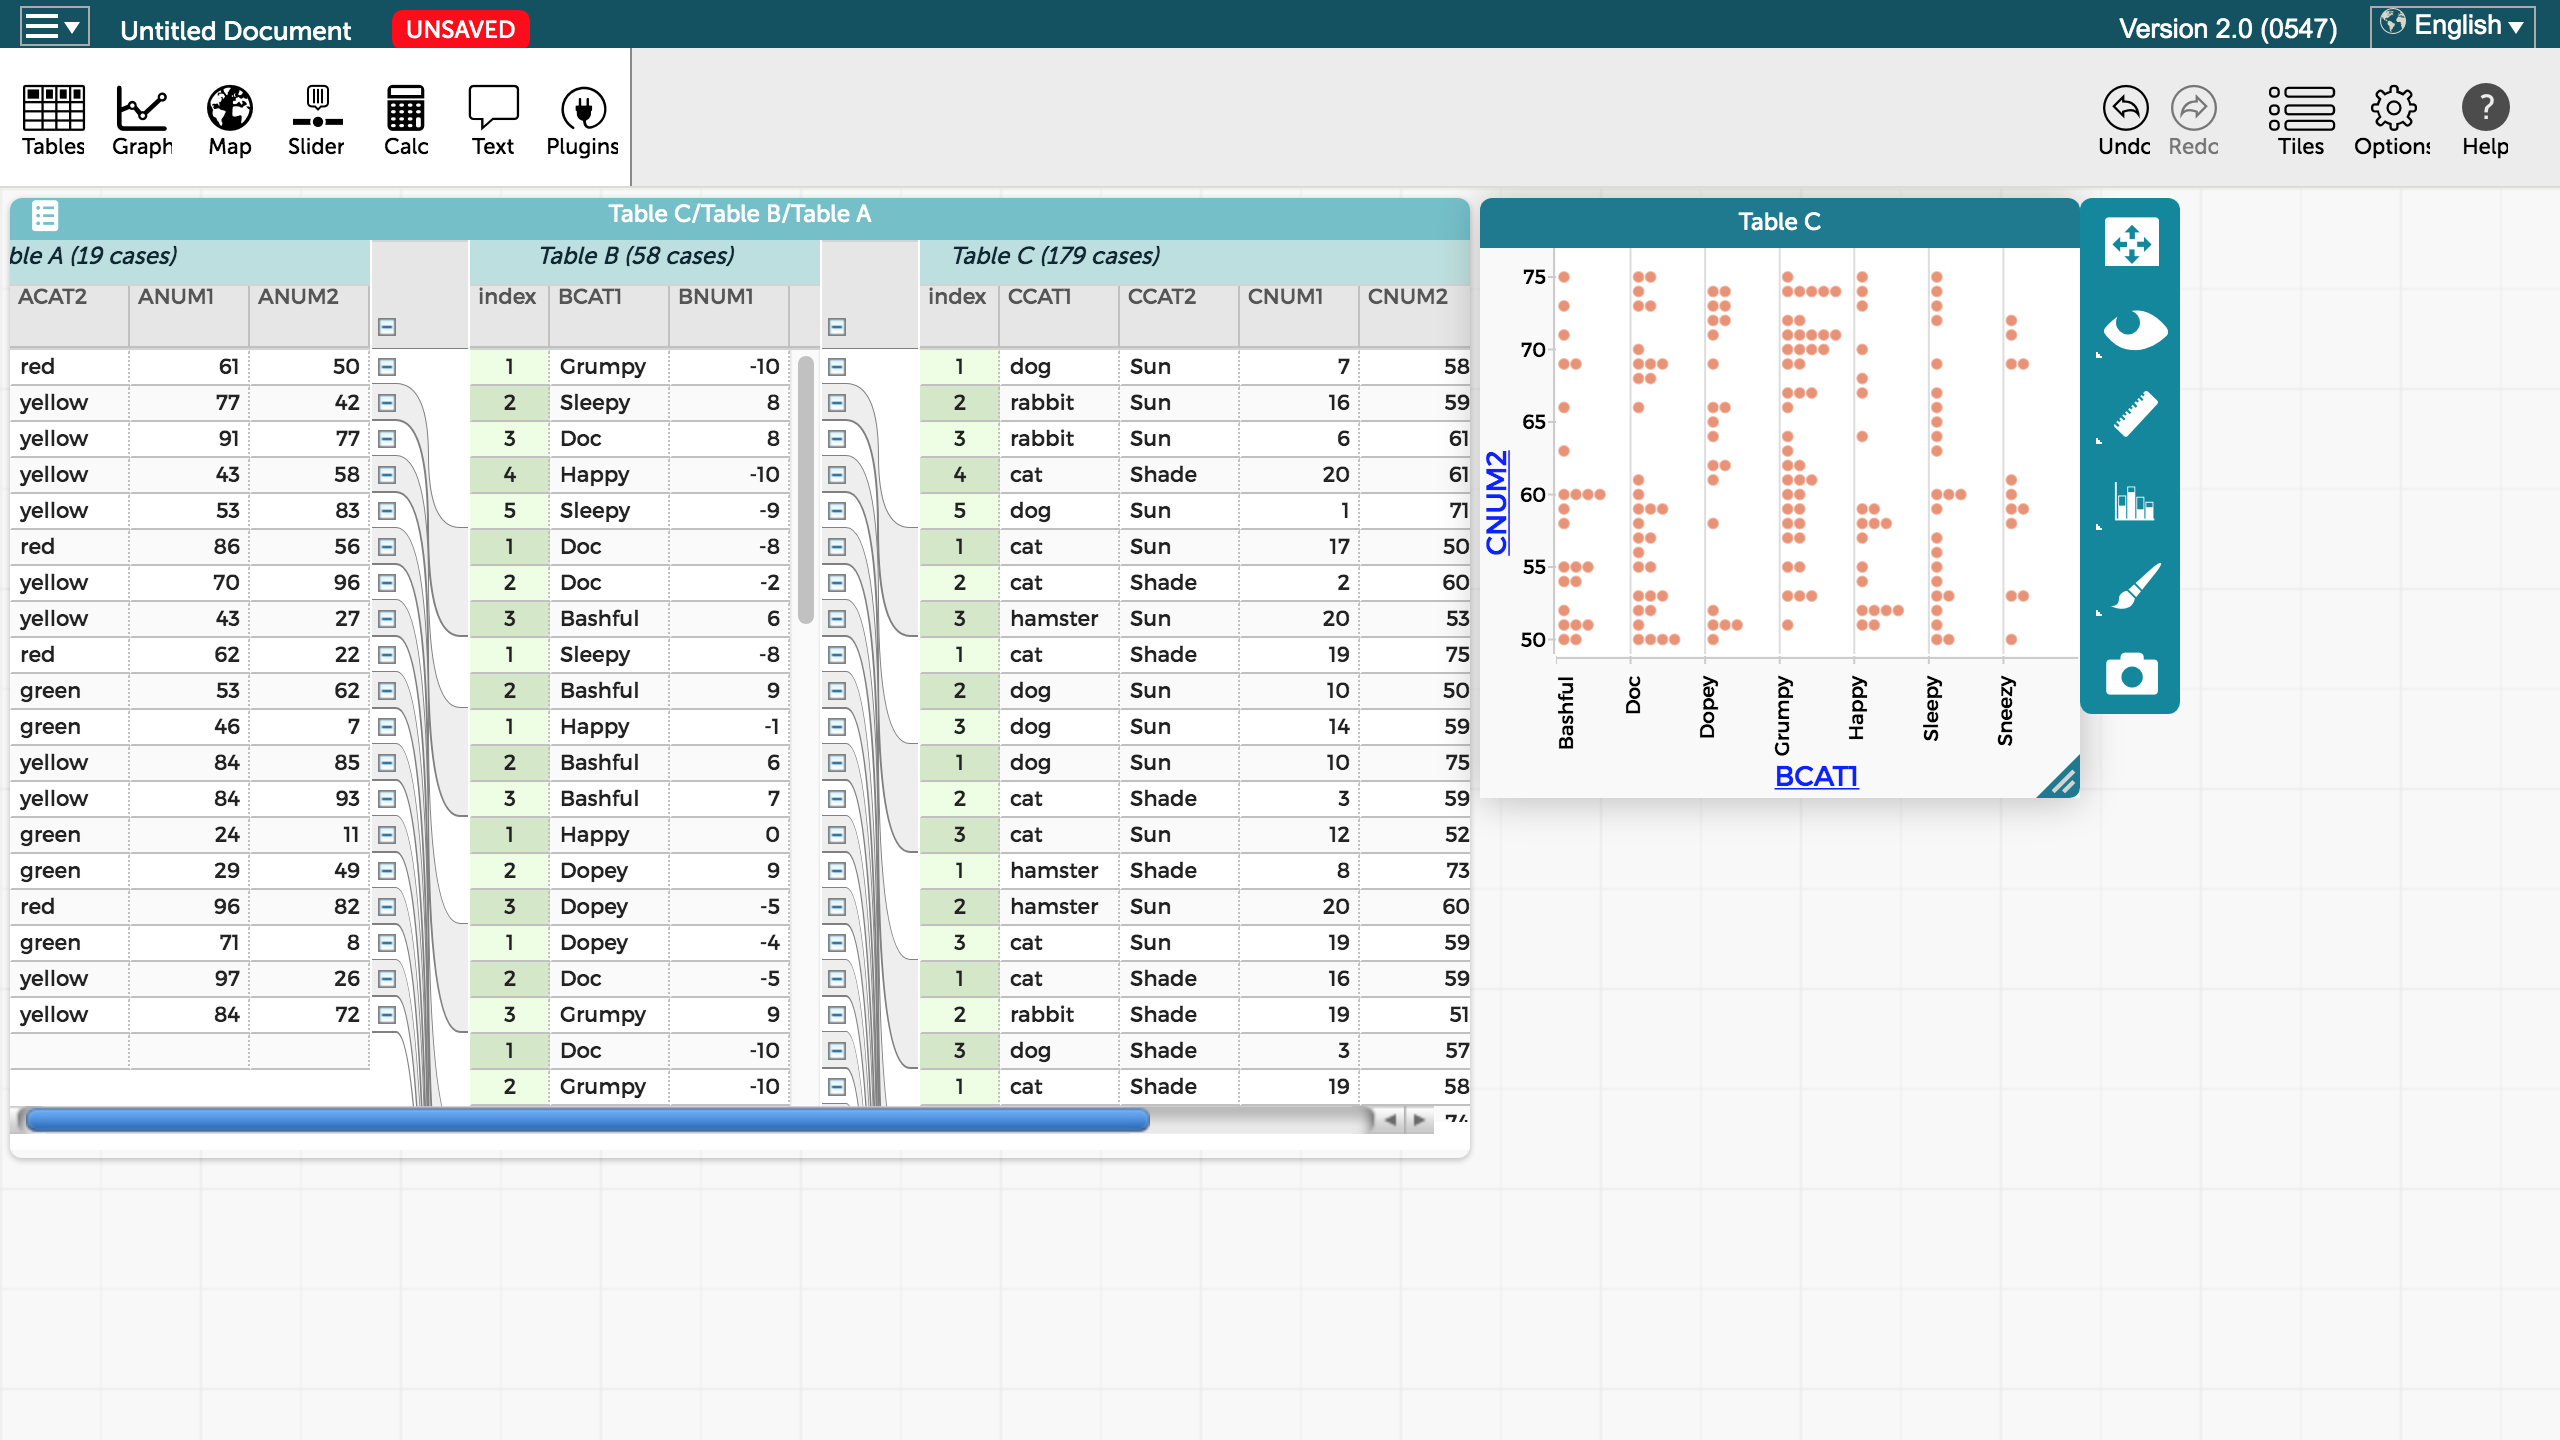 Untitled Document UNSAVED Version 2.0 (0547) English
Tables Graph Map Slider Calc Text Plugins Undo Redo Tiles Options Help
Table C/Table B/Table A
ble A (19 cases) Table B (58 cases) Table C (179 cases)
ACAT2 ANUM1 ANUM2 index BCAT1 BNUM1 index CCAT1 CCAT2 CNUM1 CNUM2
red 61 50 1 Grumpy -10 1 dog Sun 7 58
yellow 77 42 2 Sleepy 8 2 rabbit Sun 16 59
yellow 91 77 3 Doc 8 3 rabbit Sun 6 61
yellow 43 58 4 Happy -10 4 cat Shade 20 61
yellow 53 83 5 Sleepy -9 5 dog Sun 1 71
red 86 56 1 Doc -8 1 cat Sun 17 50
yellow 70 96 2 Doc -2 2 cat Shade 2 60
yellow 43 27 3 Bashful 6 3 hamster Sun 20 53
red 62 22 1 Sleepy -8 1 cat Shade 19 75
green 53 62 2 Bashful 9 2 dog Sun 10 50
green 46 7 1 Happy -1 3 dog Sun 14 59
yellow 84 85 2 Bashful 6 1 dog Sun 10 75
yellow 84 93 3 Bashful 7 2 cat Shade 3 59
green 24 11 1 Happy 0 3 cat Sun 12 52
green 29 49 2 Dopey 9 1 hamster Shade 8 73
red 96 82 3 Dopey -5 2 hamster Sun 20 60
green 71 8 1 Dopey -4 3 cat Sun 19 59
yellow 97 26 2 Doc -5 1 cat Shade 16 59
yellow 84 72 3 Grumpy 9 2 rabbit Shade 19 51
1 Doc -10 3 dog Shade 3 57
2 Grumpy -10 1 cat Shade 19 58
74
Table C
75
70
65
60
55
50
CNUM2
Bashful Doc Dopey Grumpy Happy Sleepy Sneezy
BCAT1